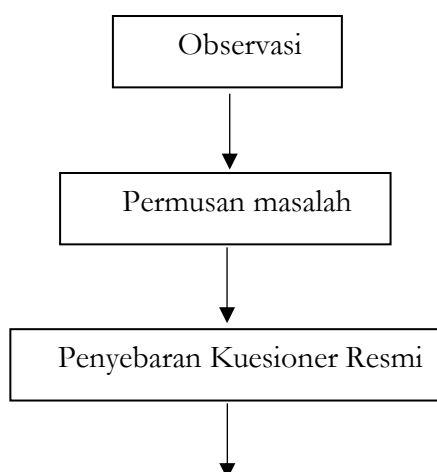 Observasi
Permusan masalah
Penyebaran Kuesioner Resmi